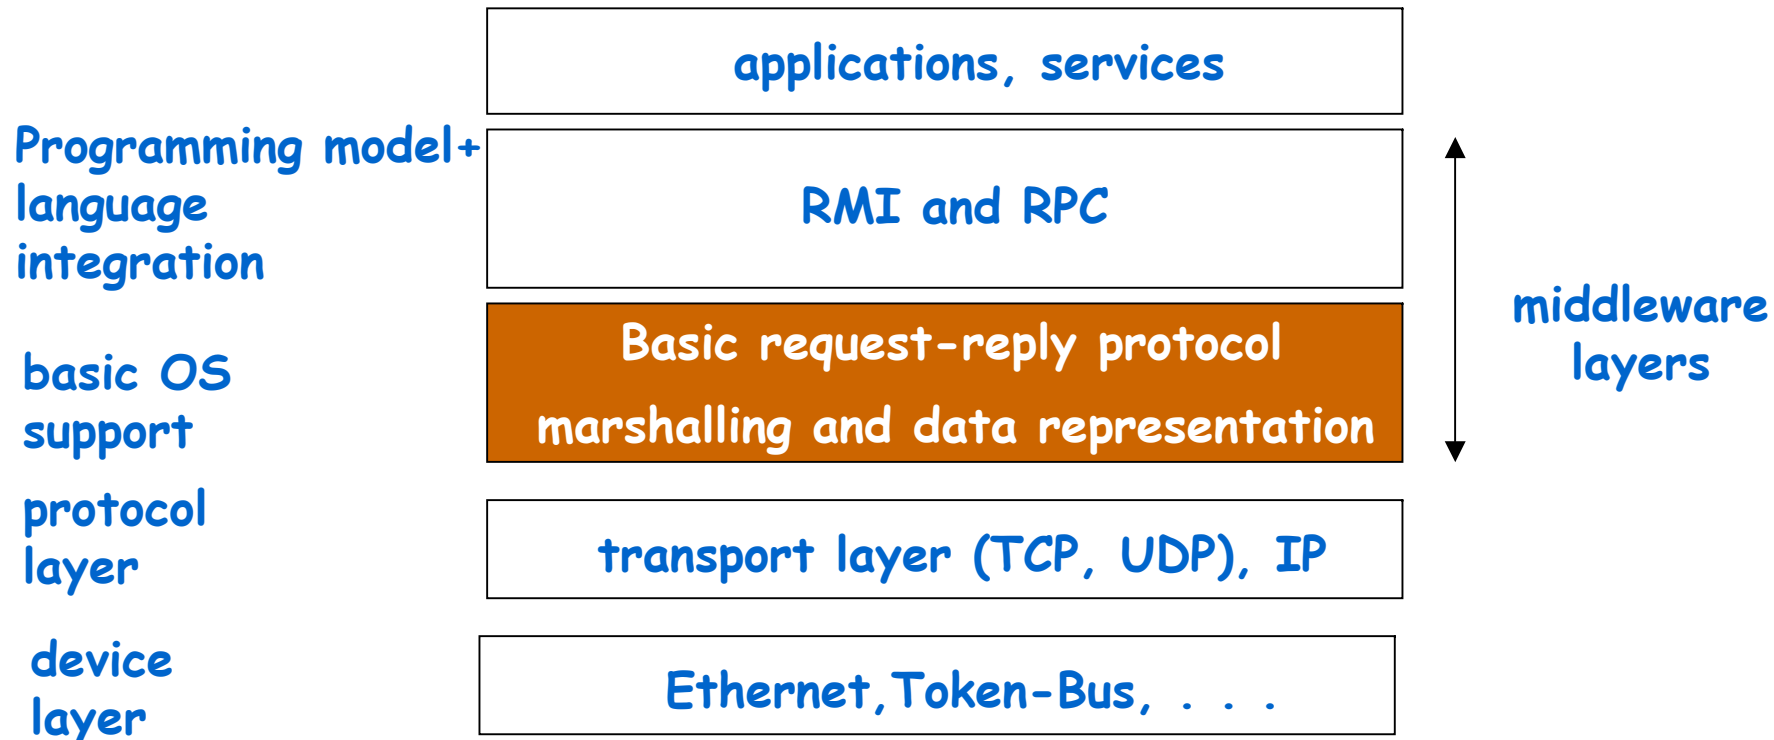 applications, services
Programming model+
language
integration
RMI and RPC
middleware
layers
basic OS
support
Basic request-reply protocol
marshalling and data representation
protocol
layer
transport layer (TCP, UDP), IP
device
layer
Ethernet,Token-Bus, . . .